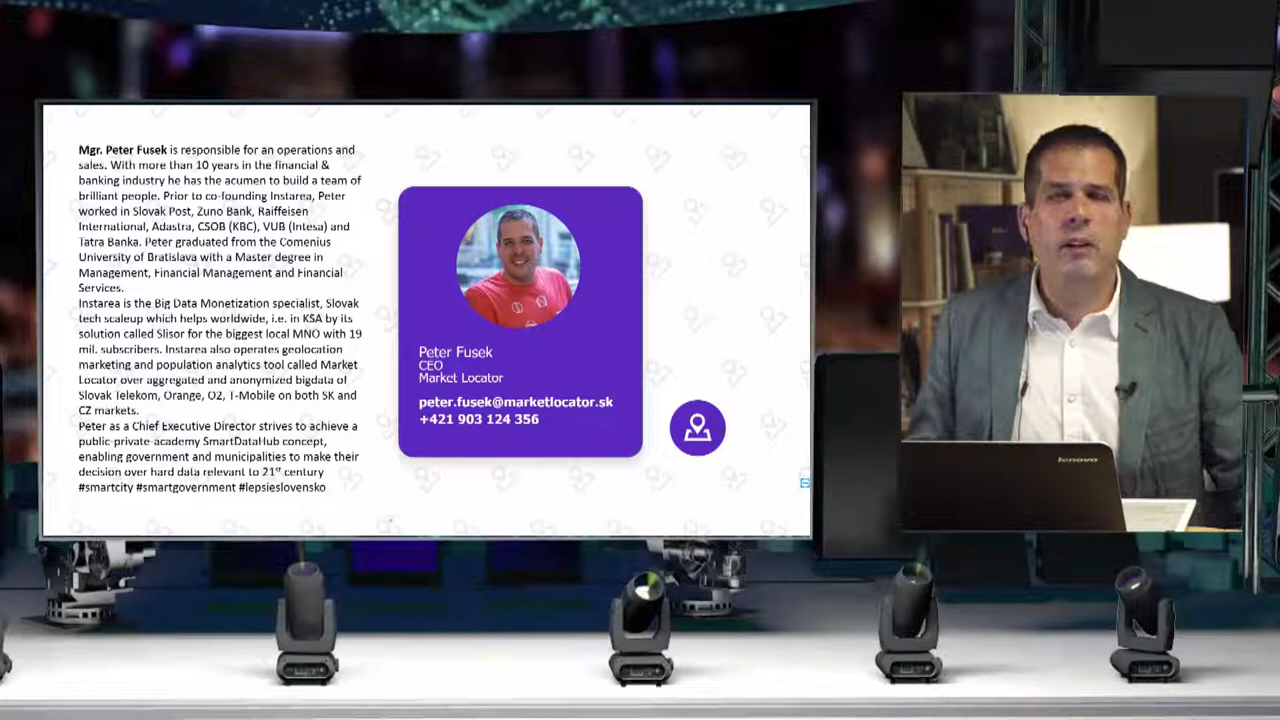 Mgr. Peter Fusek is responsible for an operations and
sales. With more than 10 years in the financial &
banking industry he has the acumen to build a team of
brilliant people. Prior to co-founding Instarea, Peter
worked in Slovak Post, Zuno Bank, Raiffeisen
International, Adastra, CSOB (KBC), VUB (Intesa) and
Tatra Banka. Peter graduated from the Comenius
University of Bratislava with a Master degree in
Management, Financial Management and Financial
Services.
Instarea is the Big Data Monetization specialist, Slovak
tech scaleup which helps worldwide, i.e. in KSA by its
solution called Slisor for the biggest local MNO with 19
mil. subscribers. Instarea also operates geolocation
marketing and population analytics tool called Market
Locator over aggregated and anonymized bigdata of
Slovak Telekom, Orange, O2, T-Mobile on both SK and
CZ markets.
Peter as a Chief Executive Director strives to achieve a
public-private-academy SmartDataHub concept,
enabling government and municipalities to make their
decision over hard data relevant to 21st century
#smartcity #smartgovernment #lepsieslovensko
Peter Fusek
CEO
Market Locator
peter.fusek@marketlocator.sk
+421 903 124 356
lenovo